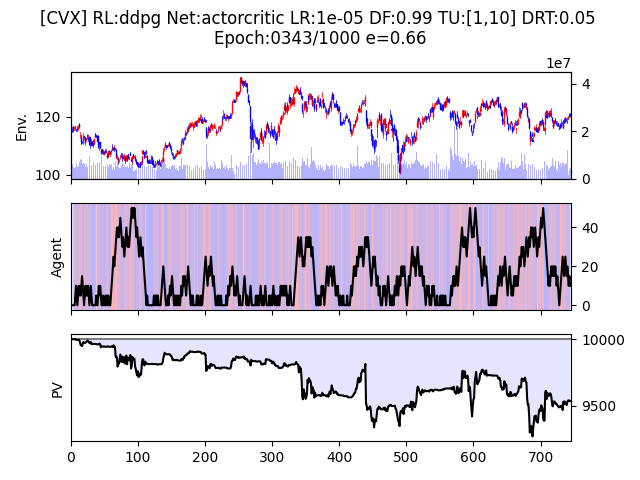 [CVX] RL:ddpg Net:actorcritic LR:1e-05 DF:0.99 TU:[1,10] DRT:0.05
Epoch:0343/1000 e=0.66
1e7
Env.
120
100
4
2
0
Agent
40
20
0
PV
10000
9500
0 100 200 300 400 500 600 700